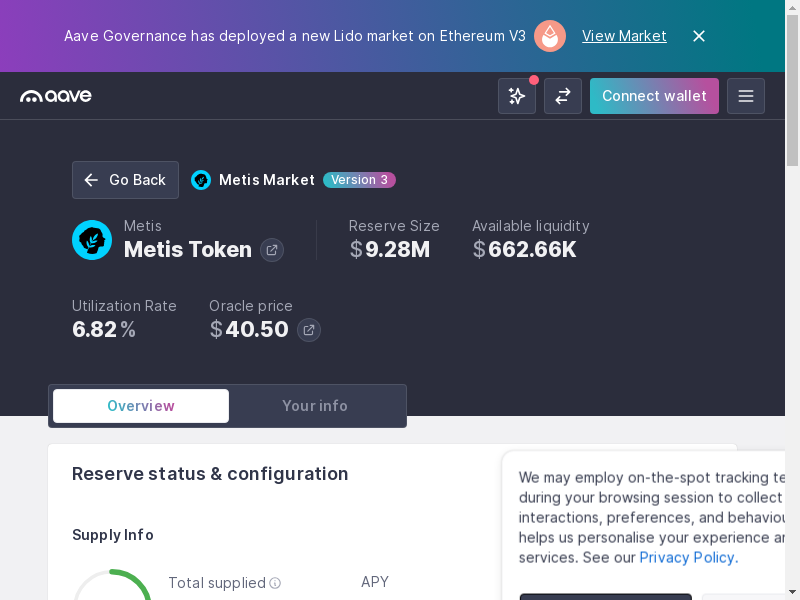 Aave Governance has deployed a new Lido market on Ethereum V3 View Market
aave
Connect wallet
Go Back Metis Market Version 3
Metis
Metis Token
Reserve Size
$9.28M
Available liquidity
$662.66K
Utilization Rate
6.82%
Oracle price
$40.50
Overview Your info
Reserve status & configuration
Supply Info
Total supplied APY
We may employ on-the-spot tracking
during your browsing session to collect
interactions, preferences, and
helps us personalise your experience
services. See our Privacy Policy.